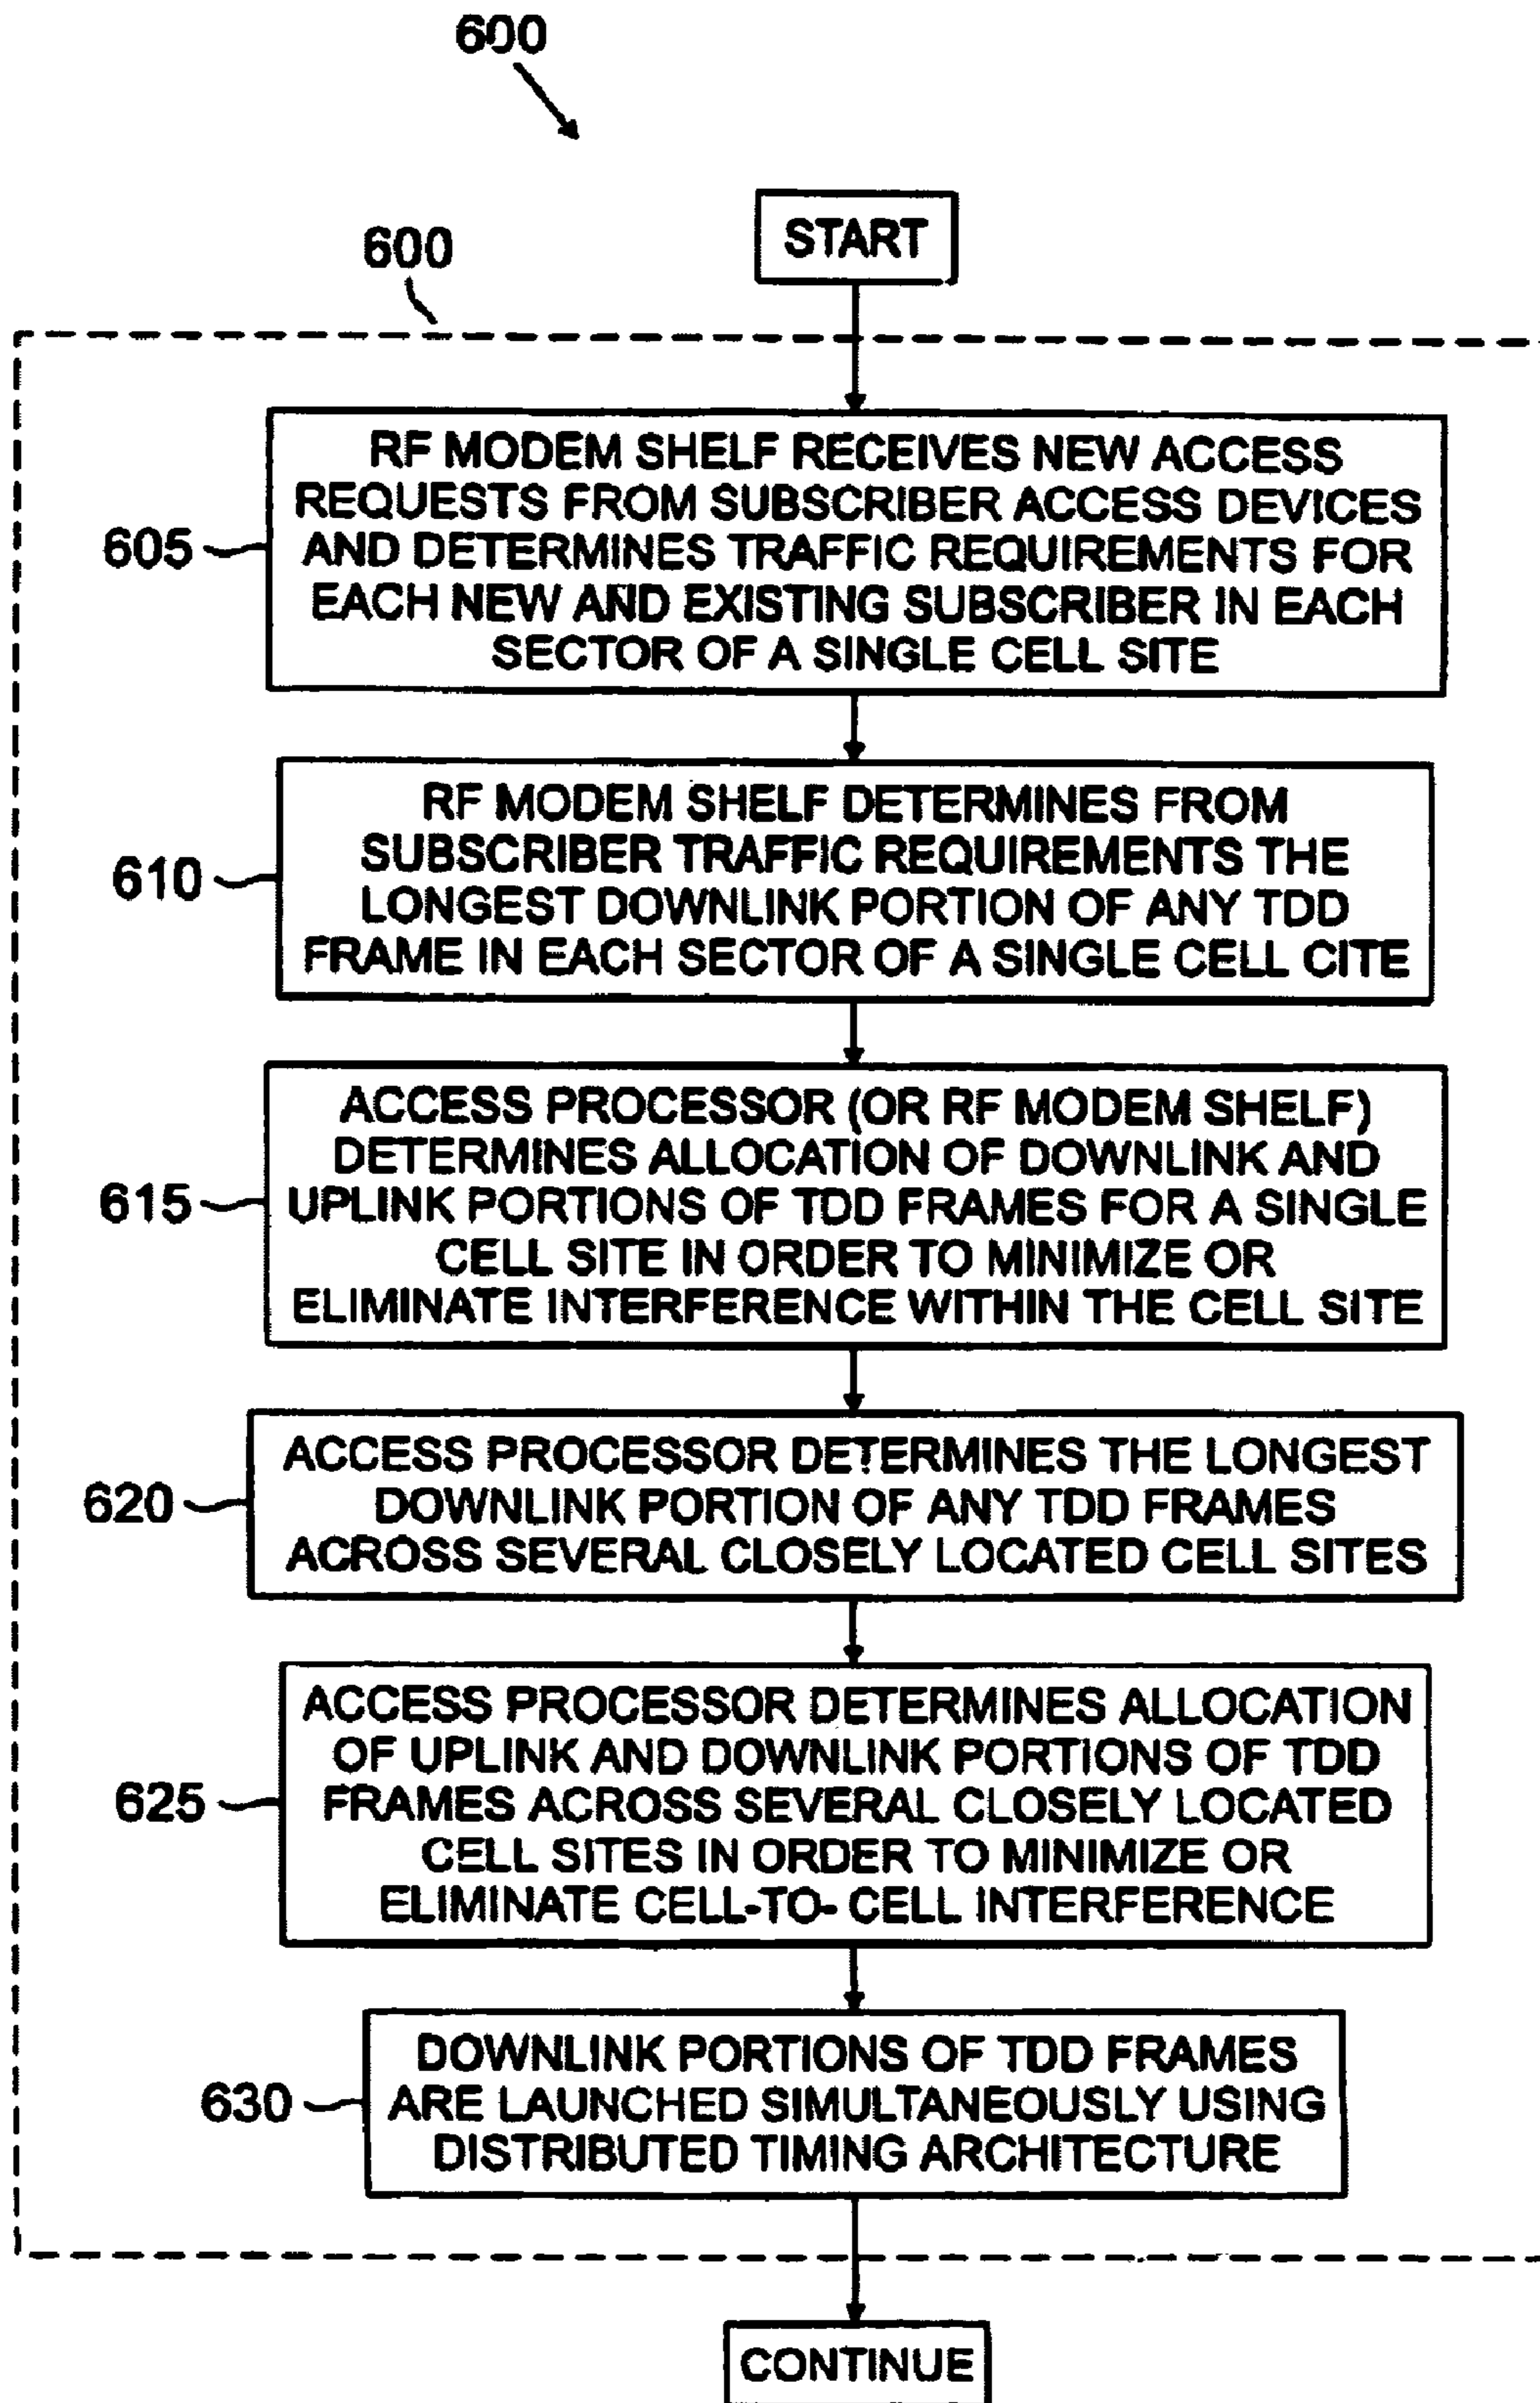 600
START
600
605
RF MODEM SHELF RECEIVES NEW ACCESS
REQUESTS FROM SUBSCRIBER ACCESS DEVICES
AND DETERMINES TRAFFIC REQUIREMENTS FOR
EACH NEW AND EXISTING SUBSCRIBER IN EACH
SECTOR OF A SINGLE CELL SITE
610
RF MODEM SHELF DETERMINES FROM
SUBSCRIBER TRAFFIC REQUIREMENTS THE
LONGEST DOWNLINK PORTION OF ANY TDD
FRAME IN EACH SECTOR OF A SINGLE CELL CITE
615
ACCESS PROCESSOR (OR RF MODEM SHELF)
DETERMINES ALLOCATION OF DOWNLINK AND
UPLINK PORTIONS OF TDD FRAMES FOR A SINGLE
CELL SITE IN ORDER TO MINIMIZE OR
ELIMINATE INTERFERENCE WITHIN THE CELL SITE
620
ACCESS PROCESSOR DETERMINES THE LONGEST
DOWNLINK PORTION OF ANY TDD FRAMES
ACROSS SEVERAL CLOSELY LOCATED CELL SITES
625
ACCESS PROCESSOR DETERMINES ALLOCATION
OF UPLINK AND DOWNLINK PORTIONS OF TDD
FRAMES ACROSS SEVERAL CLOSELY LOCATED
CELL SITES IN ORDER TO MINIMIZE OR
ELIMINATE CELL-TO- CELL INTERFERENCE
630
DOWNLINK PORTIONS OF TDD FRAMES
ARE LAUNCHED SIMULTANEOUSLY USING
DISTRIBUTED TIMING ARCHITECTURE
CONTINUE